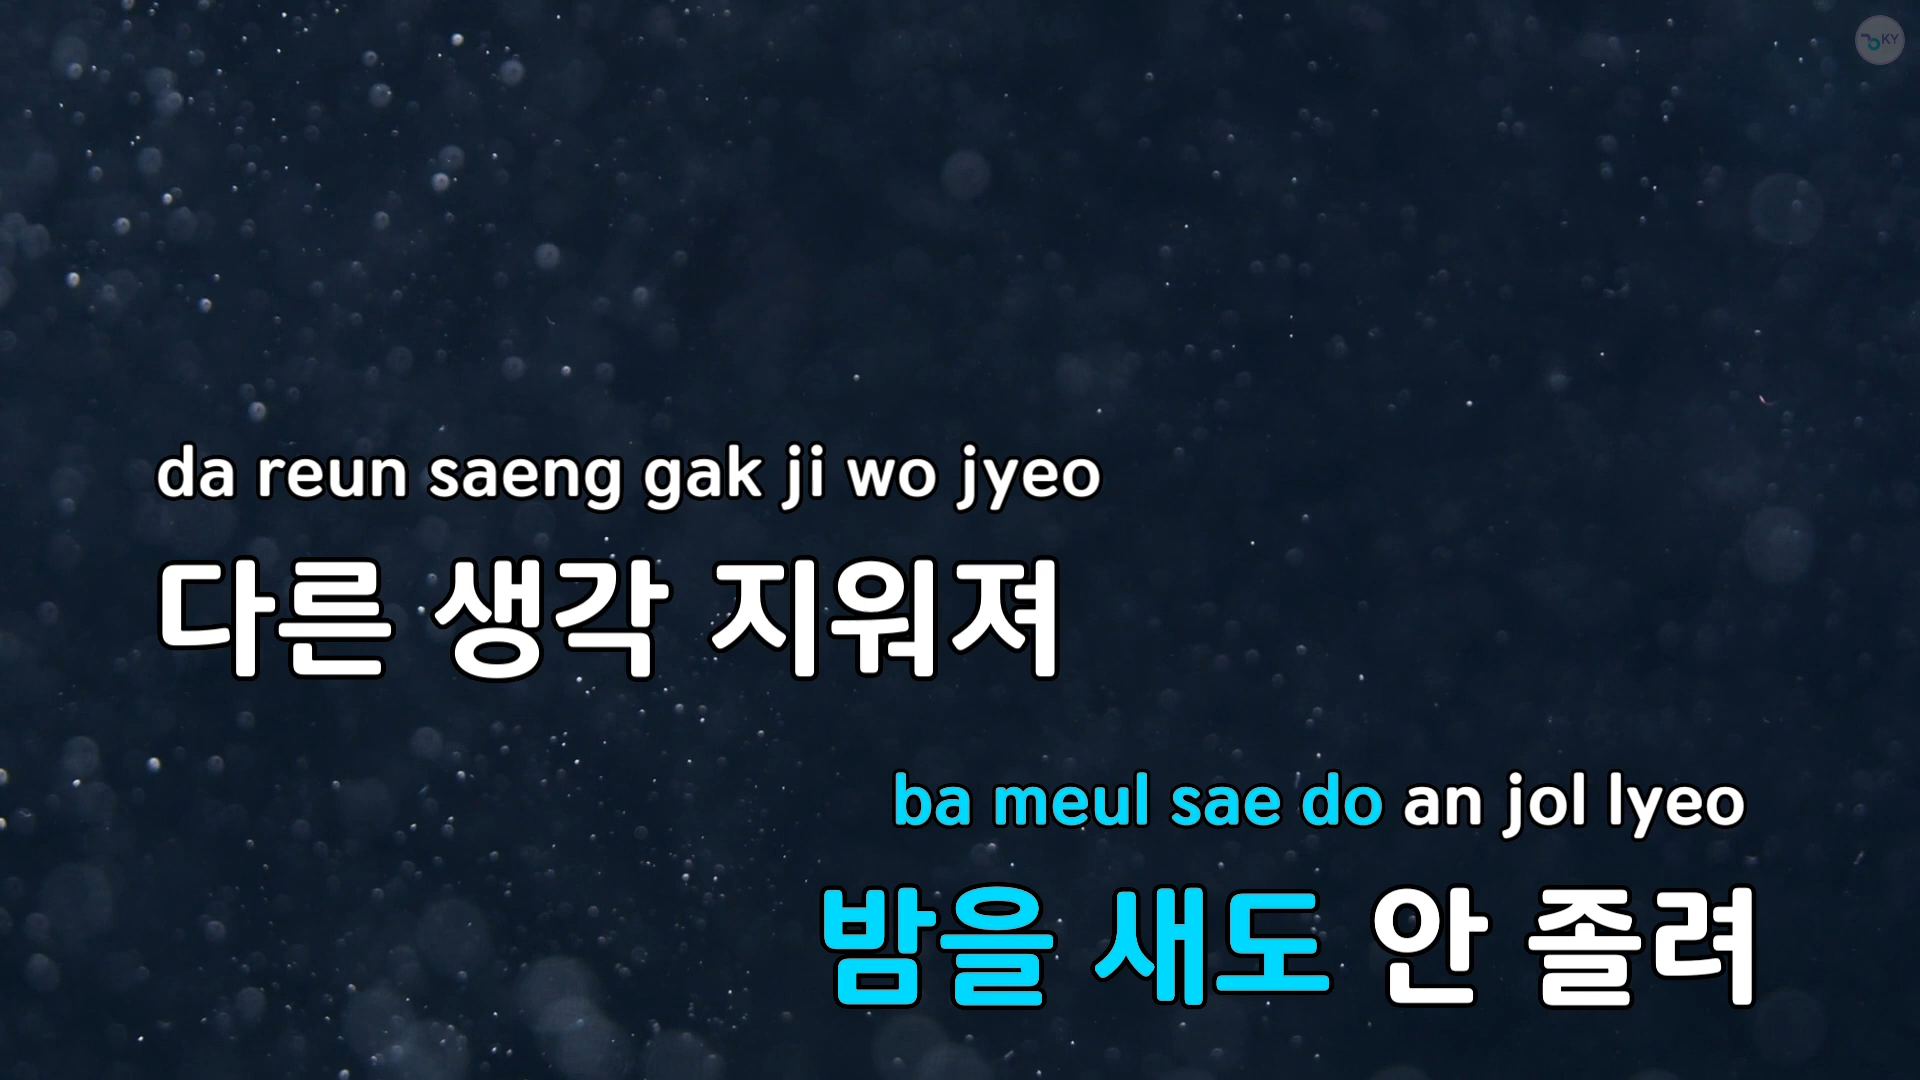 KY
da reun saeng gak ji wo jyeo
다른 생각 지워져
ba meul sae do an jol lyeo
밤을 새도 안 졸려